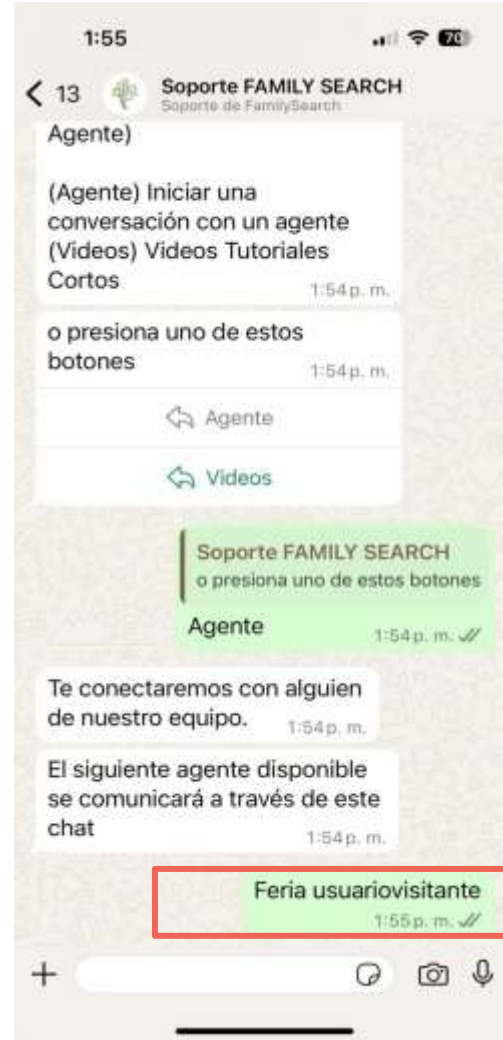 1:55
70
13
Soporte FAMILY SEARCH
Soporte de FamilySearch
Agente)
(Agente) Iniciar una
conversación con un agente
(Videos) Videos Tutoriales
Cortos
1:54 p. m.
o presiona uno de estos
botones
1:54 p. m.
Agente
Videos
Soporte FAMILY SEARCH
o presiona uno de estos botones
Agente
1:54 p. m.
Te conectaremos con alguien
de nuestro equipo.
1:54 p. m.
El siguiente agente disponible
se comunicará a través de este
chat
1:54 p. m.
Feria usuariovisitante
1:55 p. m.